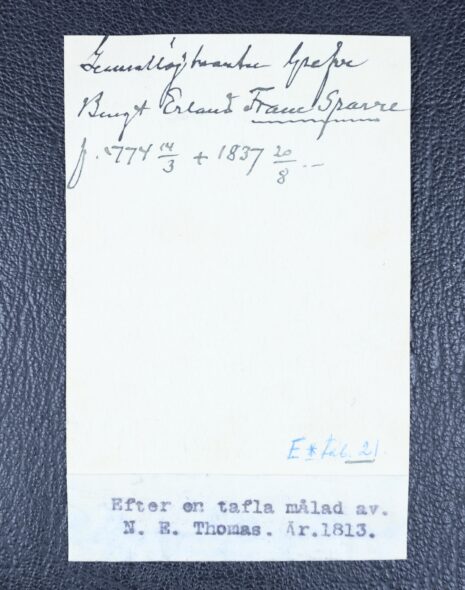 Generallöjtnanten Grefve
Bengt Erland Franc Sparre
f. 1774 14/3 + 1837 20/8 . -
E * tab. 21.
Efter en tafla målad av.
N. E. Thomas. År.1813.